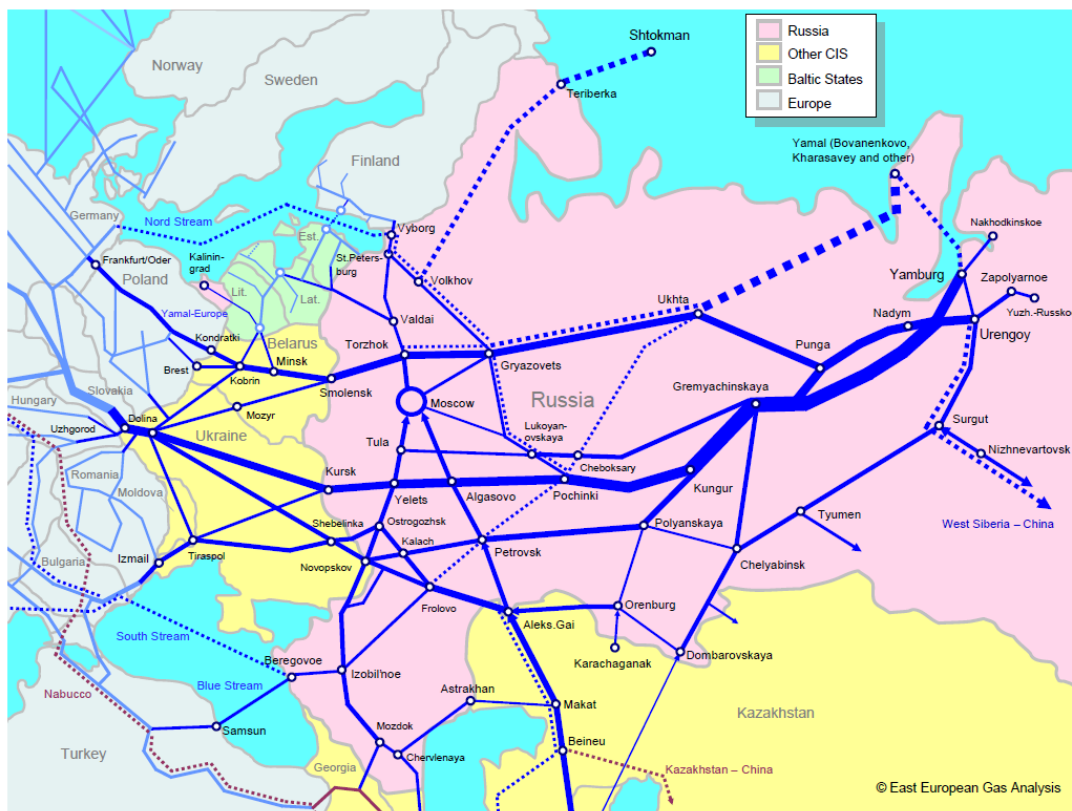 Russia
Other CIS
Baltic States
Europe
Shtokman
Norway
Sweden
Teriberka
Yamal (Bovanenkovo,
Kharasavey and other)
Finland
Nakhodkinskoe
Germany
Nord Stream
Vyborg
Est.
Kalinin-
grad
St.Peters-
burg
Frankfurt/Oder
Volkhov
Yamburg
Zapolyarnoe
Poland
Lit.
Lat.
Ukhta
Nadym
Yuzh.-Russkoe
Yamal-Europe
Valdai
Urengoy
Kondratki
Belarus
Torzhok
Punga
Brest
Kobrin
Minsk
Smolensk
Gryazovets
Gremyachinskaya
Slovakia
Russia
Hungary
Mozyr
Moscow
Dolina
Lukoyan-
ovskaya
Surgut
Uzhgorod
Ukraine
Tula
Cheboksary
Nizhnevartovsk
Romania
Kursk
Kungur
Moldova
Yelets
Algasovo
Pochinki
Ostrogozhsk
Polyanskaya
Tyumen
West Siberia – China
Shebelinka
Kalach
Izmail
Tiraspol
Novopskov
Petrovsk
Chelyabinsk
Bulgaria
Frolovo
Orenburg
Aleks.Gai
South Stream
Karachaganak
Dombarovskaya
Beregovoe
Izobil'noe
Blue Stream
Nabucco
Astrakhan
Makat
Kazakhstan
Samsun
Mozdok
Beineu
Turkey
Chervlenaya
Georgia
Kazakhstan – China
© East European Gas Analysis